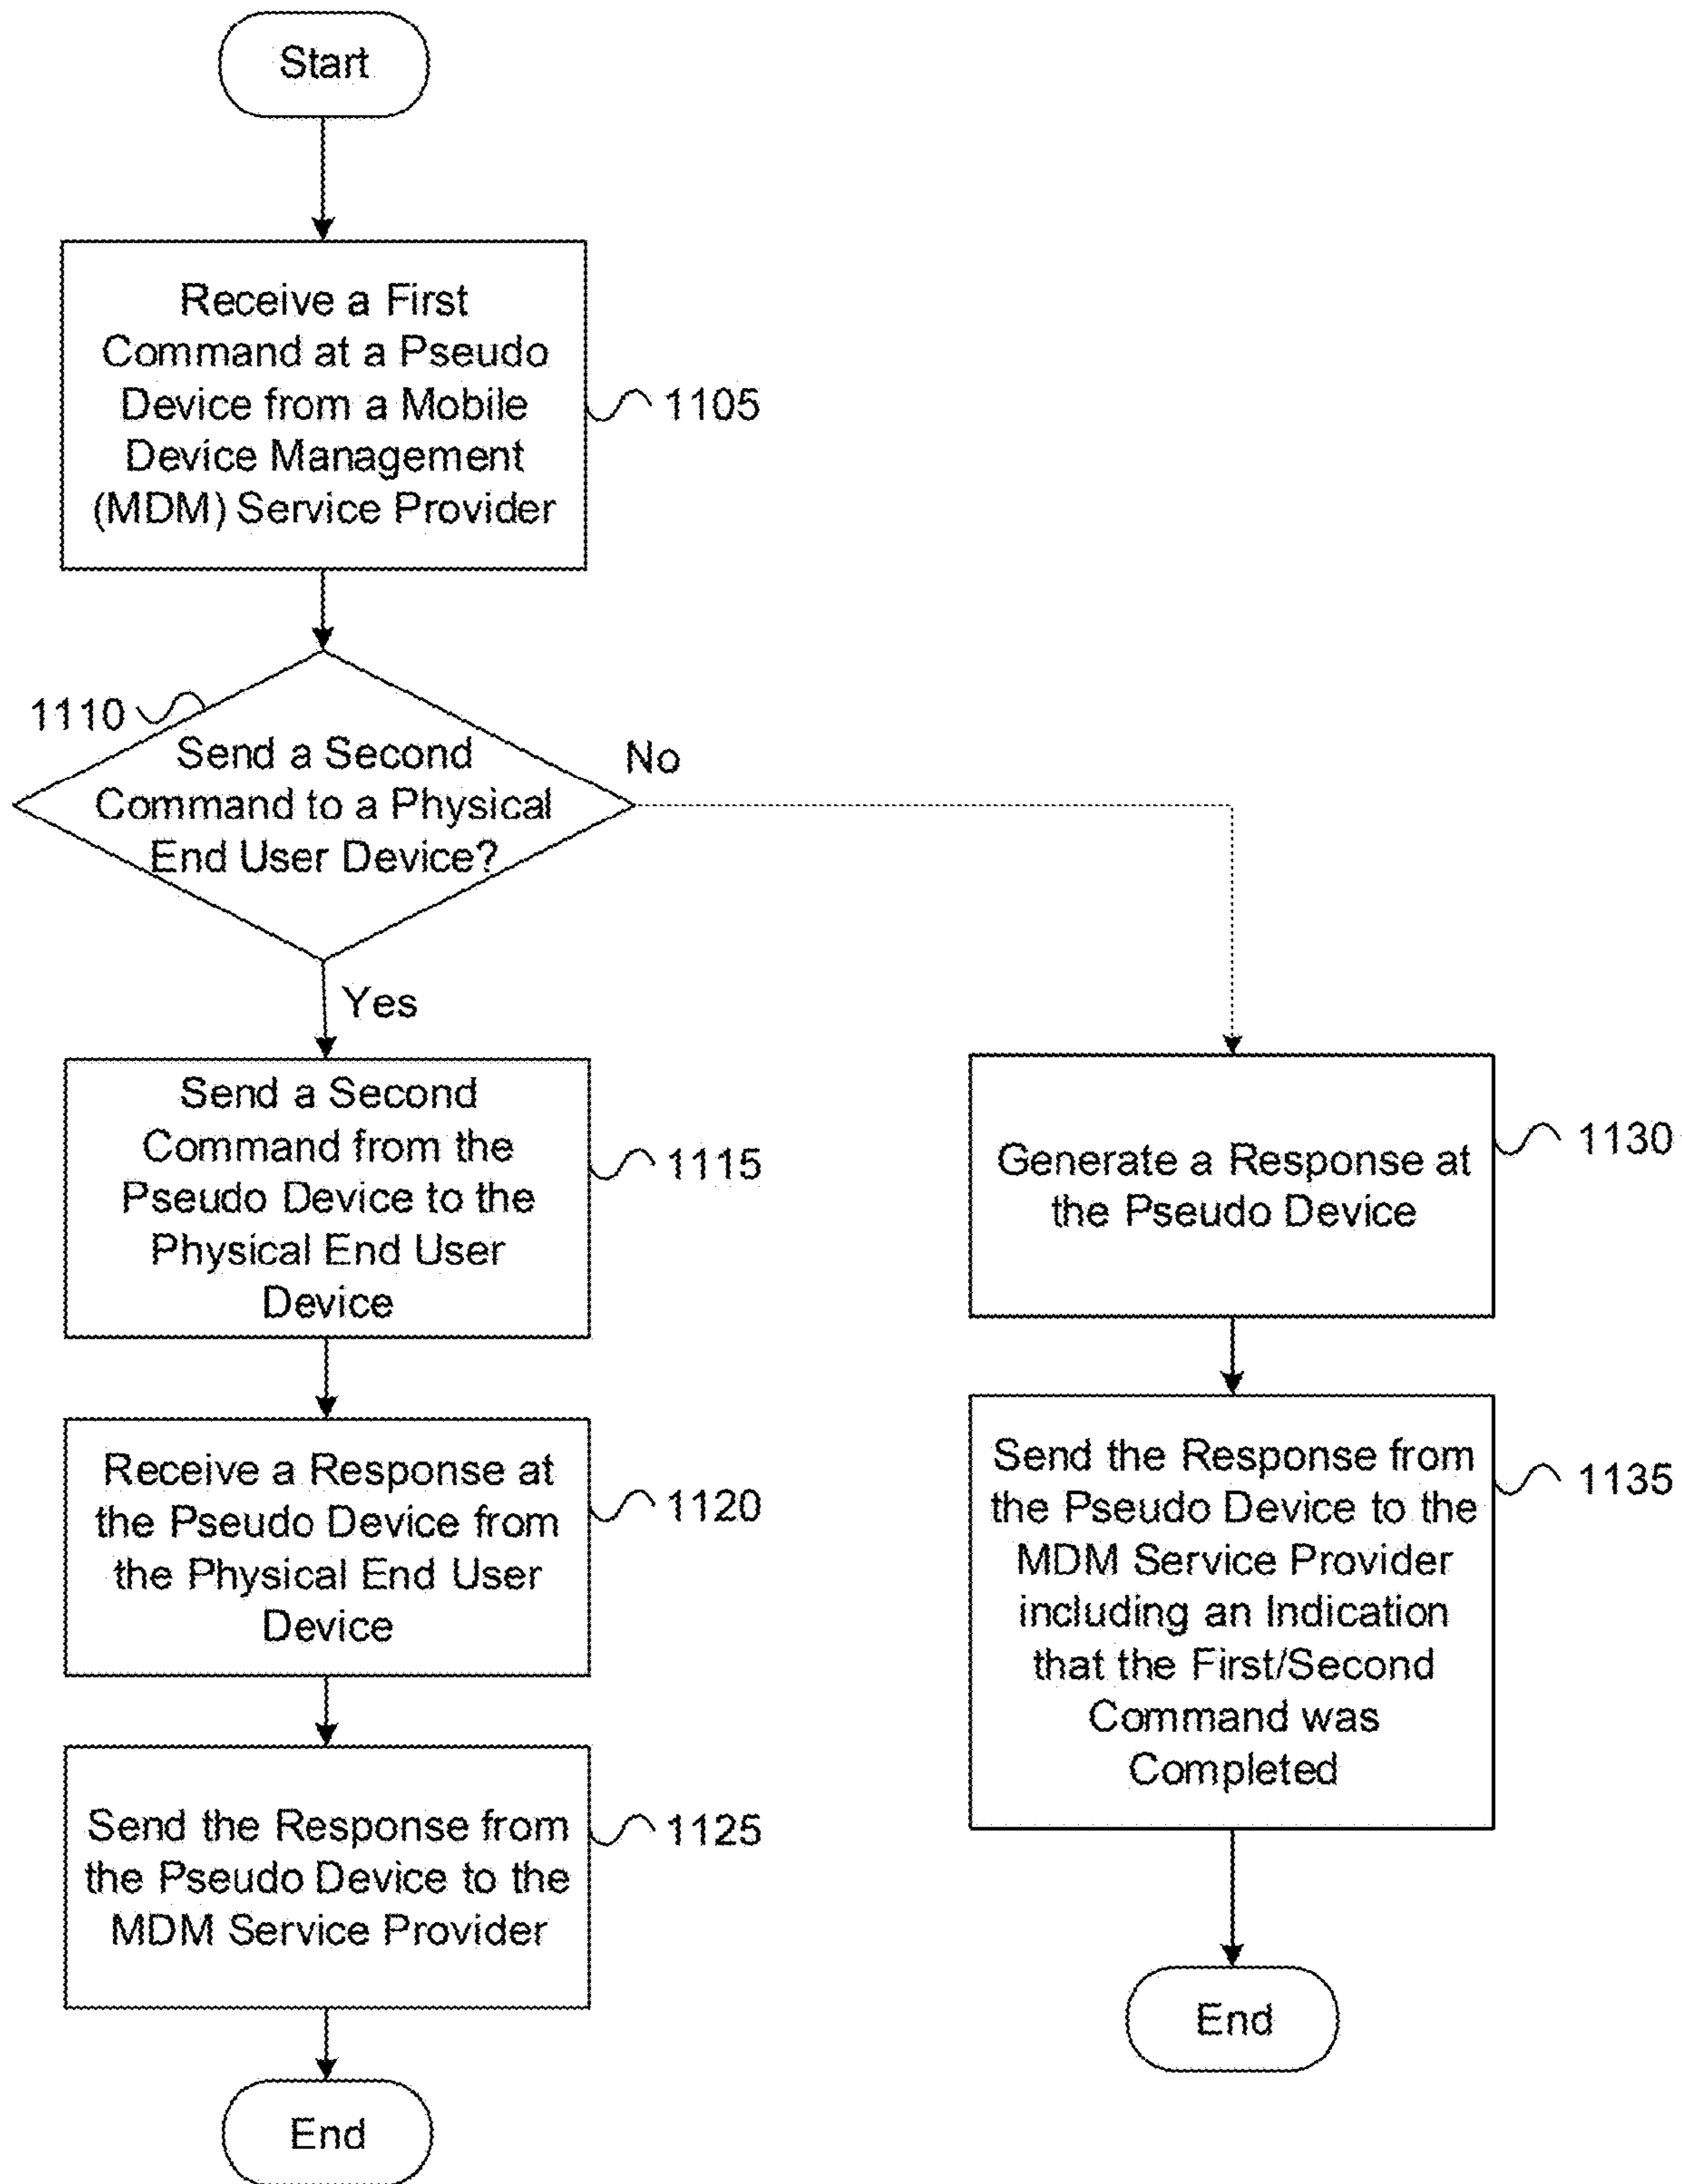 Start
Receive a First
Command at a Pseudo
Device from a Mobile
Device Management
(MDM) Service Provider
1105
1110
Send a Second
Command to a Physical
End User Device?
No
Yes
Send a Second
Command from the
Pseudo Device to the
Physical End User
Device
1115
Receive a Response at
the Pseudo Device from
the Physical End User
Device
1120
Send the Response from
the Pseudo Device to the
MDM Service Provider
1125
End
Generate a Response at
the Pseudo Device
1130
Send the Response from
the Pseudo Device to the
MDM Service Provider
including an Indication
that the First/Second
Command was
Completed
1135
End